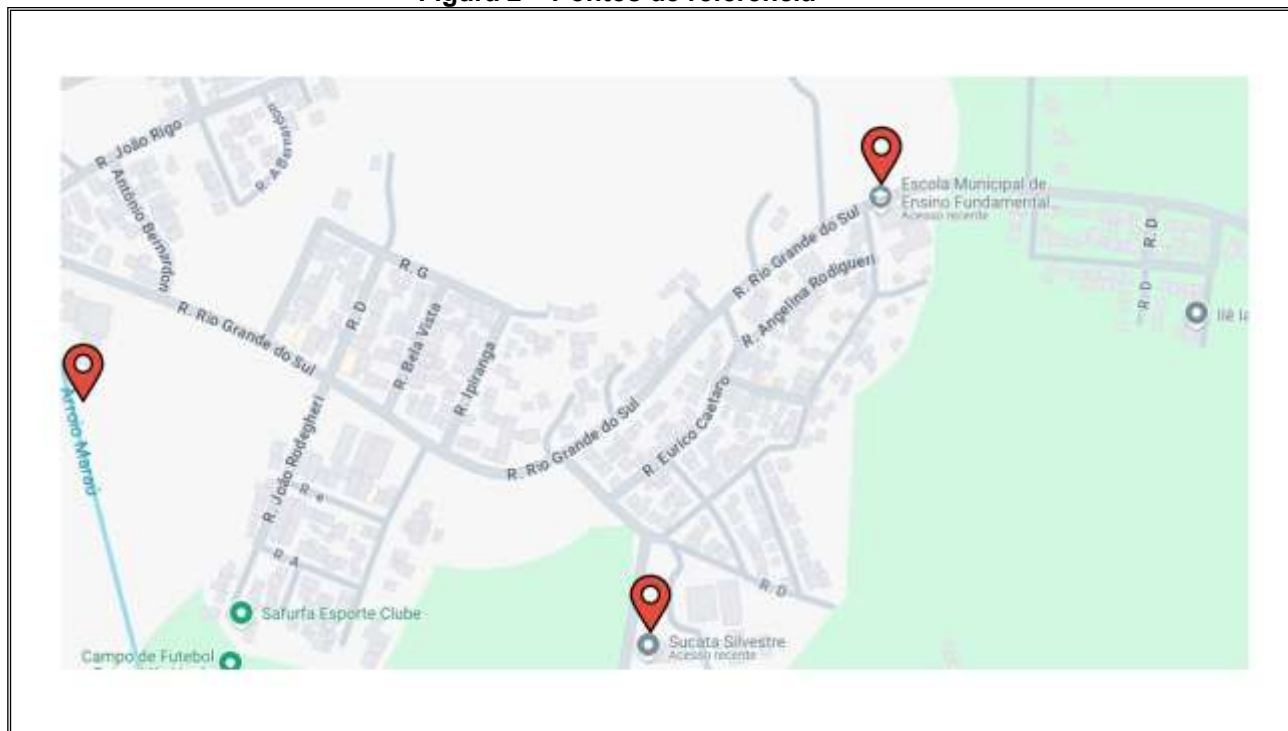 Figura 2 – Pontos de referência
R. João Rigo
R. A Bernardon
Antônio Bernardon
R. Rio Grande do Sul
R. G
R. D
R. Bela Vista
R. Ipiranga
R. João Rodegheri
R. e
R. A
Arroio Marau
Safurfa Esporte Clube
Campo de Futebol
R. Rio Grande do Sul
R. Rio Grande do Sul
R. Eurico Caetaro
R. Angelina Rodigueri
Escola Municipal de
Ensino Fundamental...
Acesso recente
R. D
R. D
Ilê
R. D
Sucata Silvestre
Acesso recente